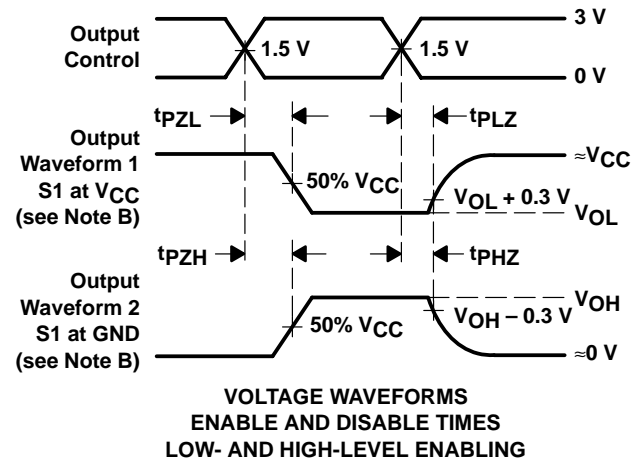 Output
Control
1.5 V
1.5 V
3 V
0 V
tPZL
tPLZ
Output
Waveform 1
S1 at VCC
(see Note B)
50% VCC
VOL + 0.3 V
≈VCC
VOL
tPZH
tPHZ
Output
Waveform 2
S1 at GND
(see Note B)
50% VCC
VOH − 0.3 V
VOH
≈0 V
VOLTAGE WAVEFORMS
ENABLE AND DISABLE TIMES
LOW- AND HIGH-LEVEL ENABLING